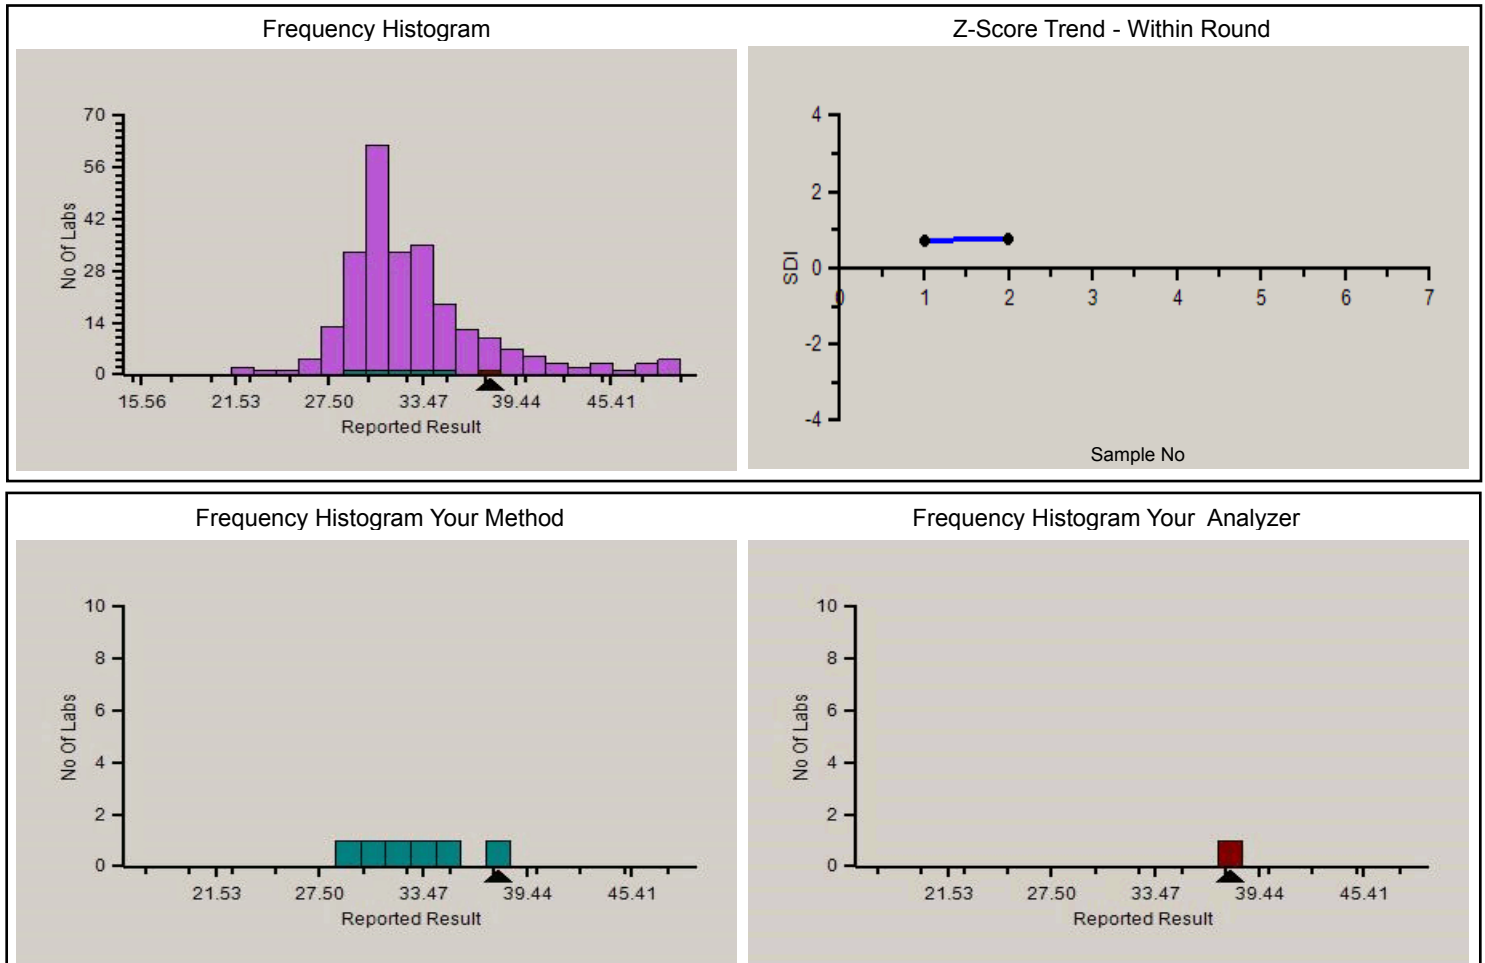 Frequency Histogram
70
56
42
28
14
0
No Of Labs
15.56 21.53 27.50 33.47 39.44 45.41
Reported Result
Z-Score Trend - Within Round
4
2
0
-2
-4
SDI
0 1 2 3 4 5 6 7
Sample No
Frequency Histogram Your Method
10
8
6
4
2
0
No Of Labs
21.53 27.50 33.47 39.44 45.41
Reported Result
Frequency Histogram Your Analyzer
10
8
6
4
2
0
No Of Labs
21.53 27.50 33.47 39.44 45.41
Reported Result